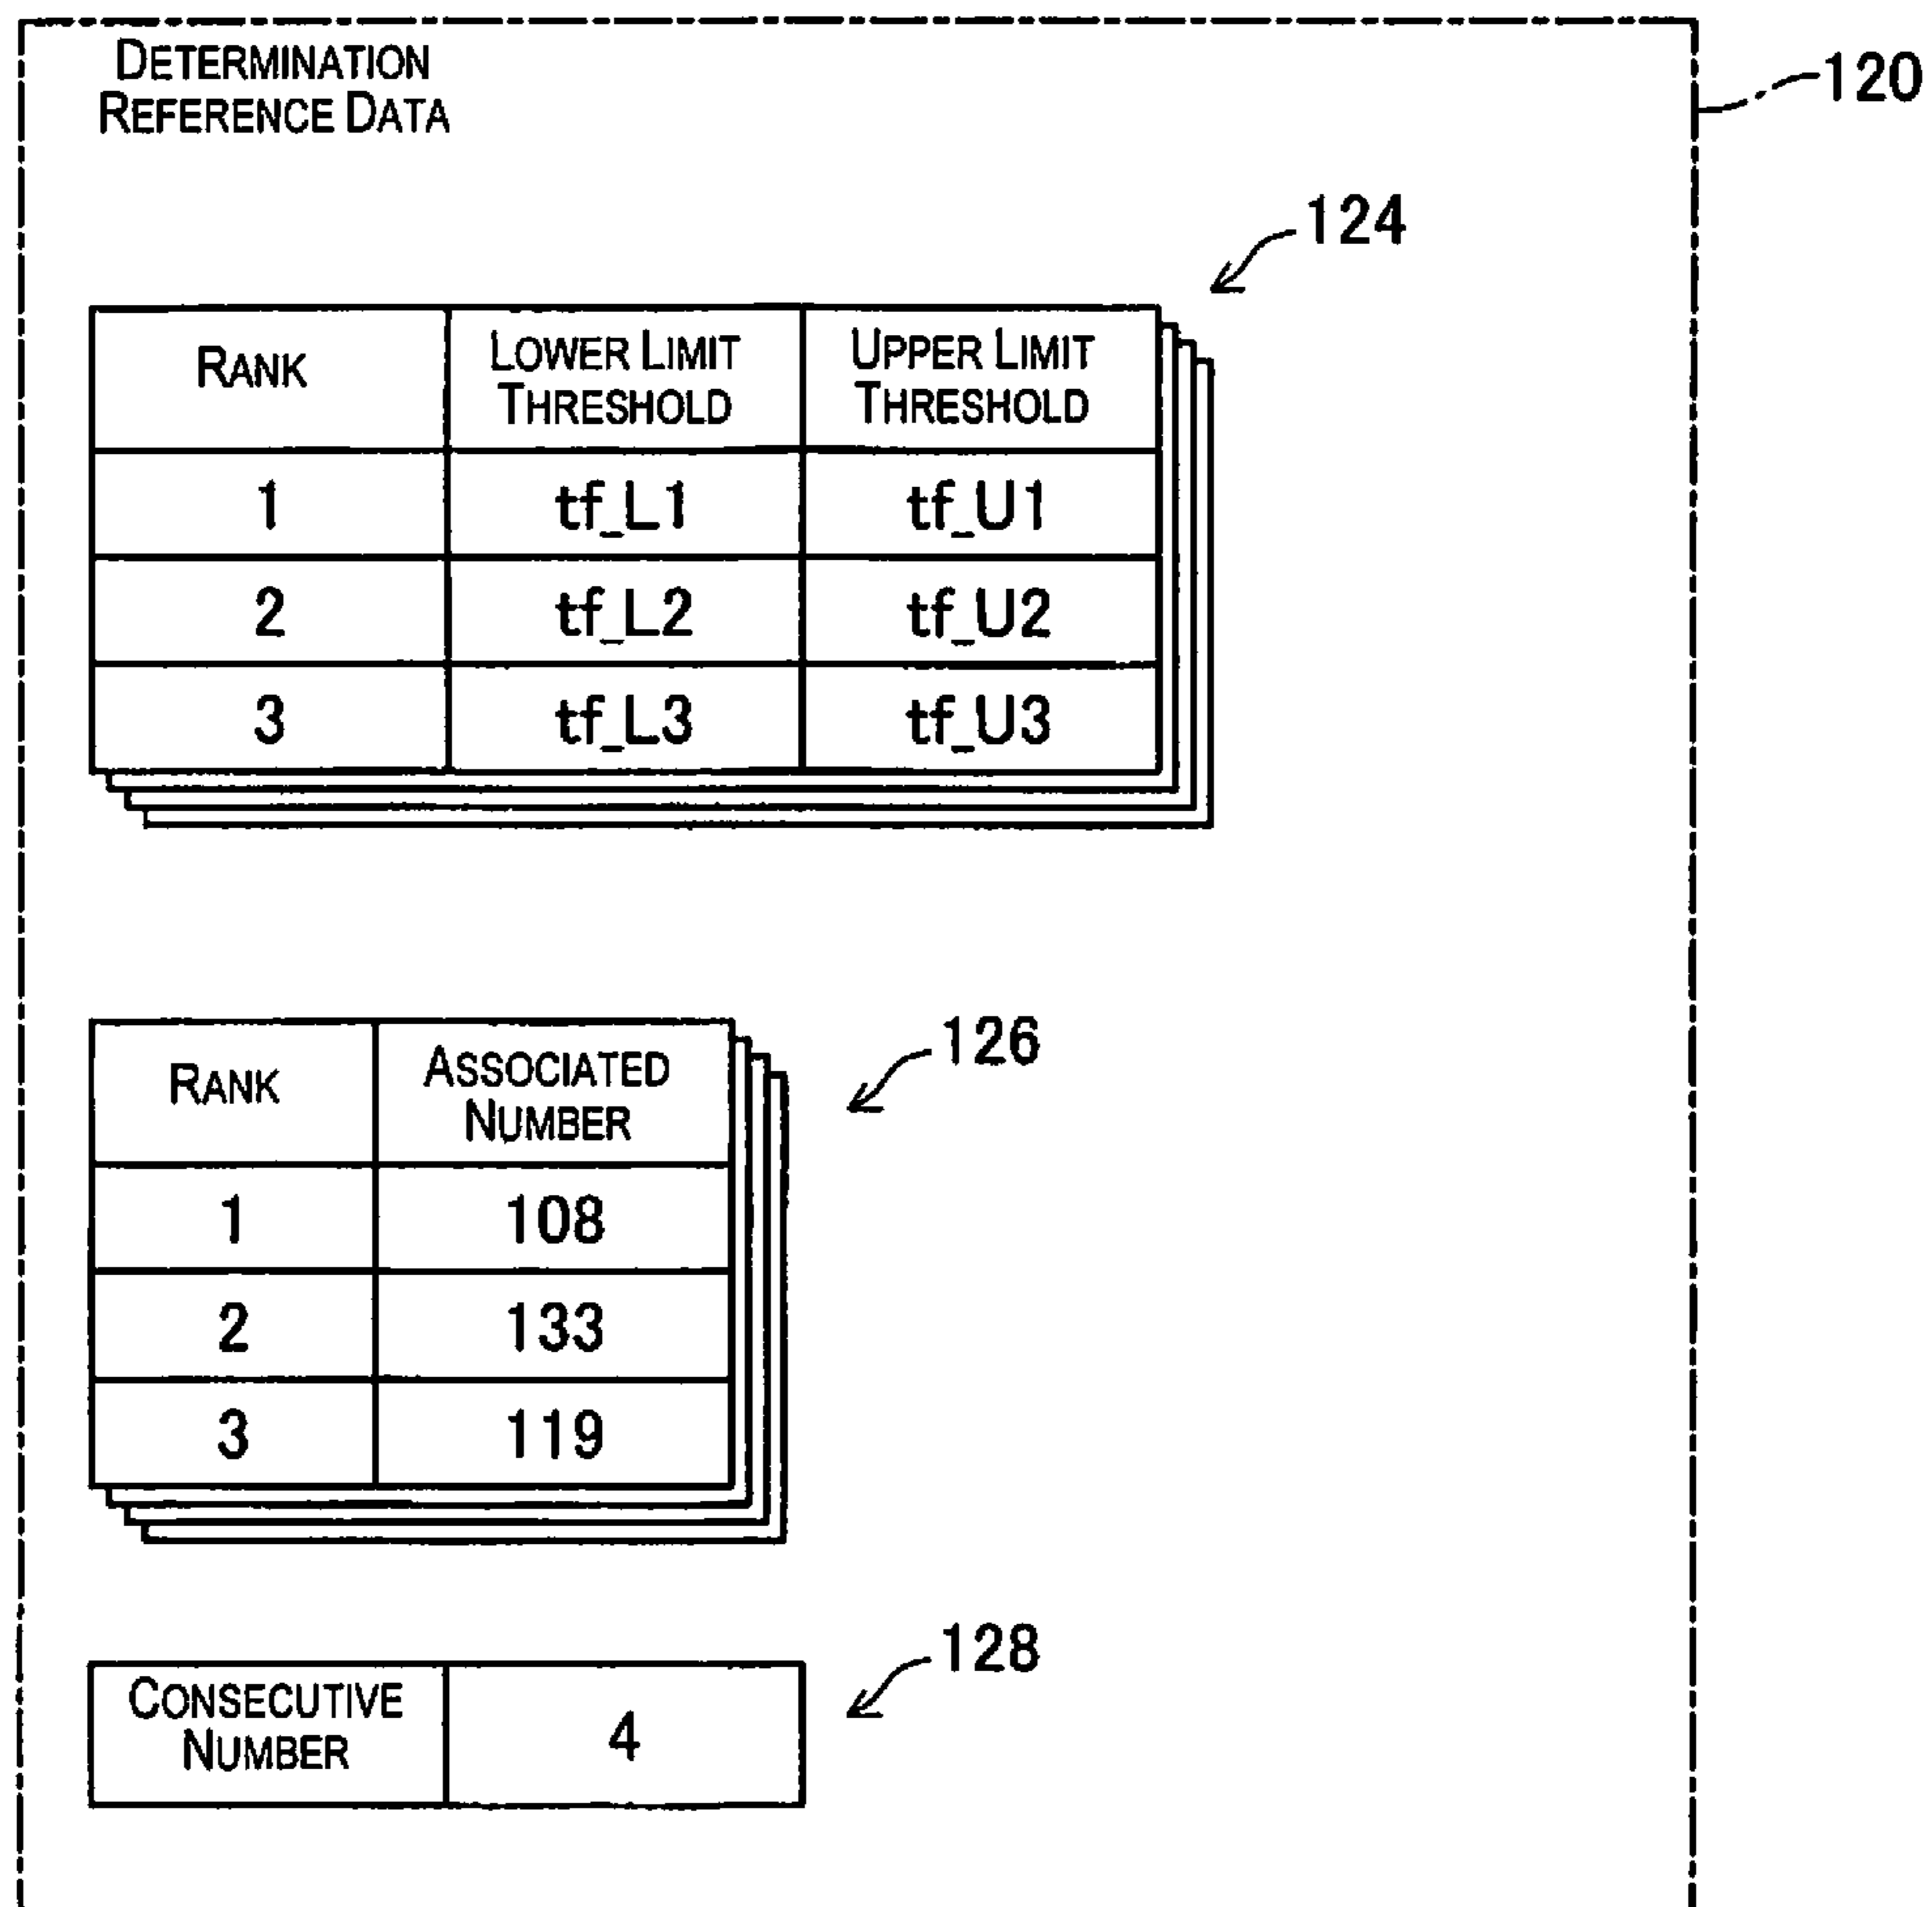 DETERMINATION
REFERENCE DATA
120
124
RANK LOWER LIMIT THRESHOLD UPPER LIMIT THRESHOLD
1 tf_L1 tf_U1
2 tf_L2 tf_U2
3 tf_L3 tf_U3
126
RANK ASSOCIATED NUMBER
1 108
2 133
3 119
128
CONSECUTIVE NUMBER 4